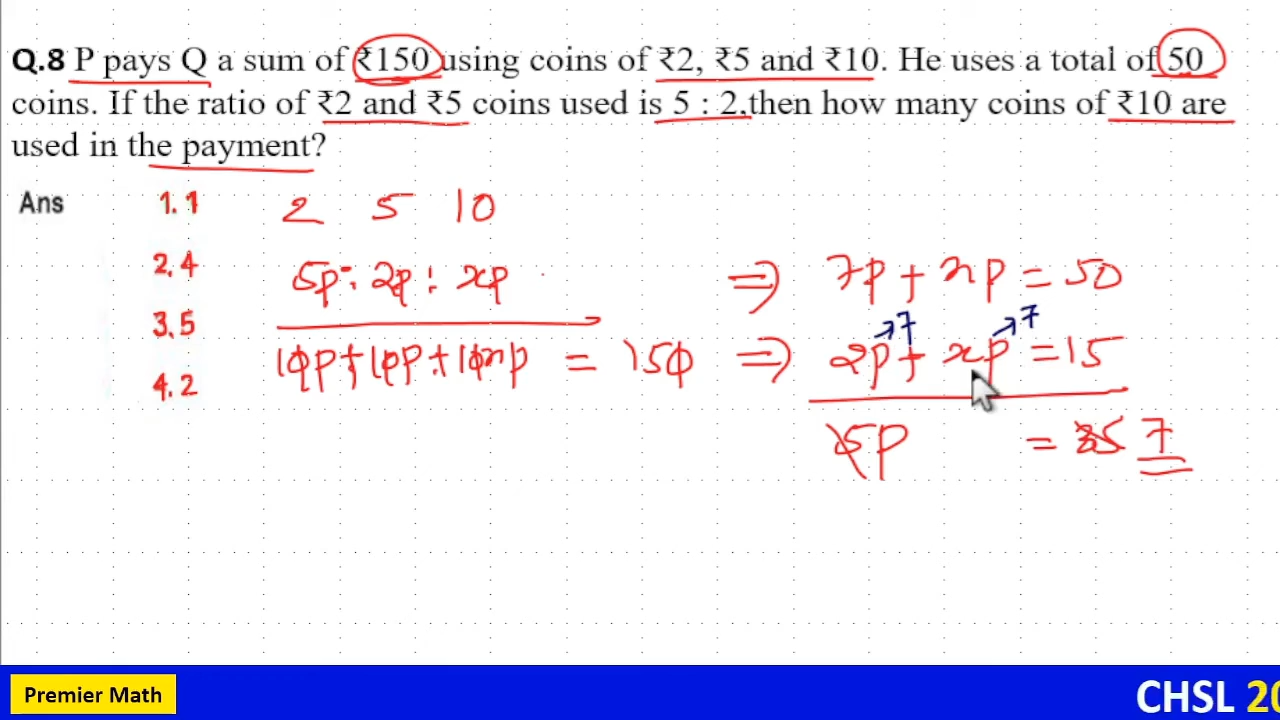 Q.8 P pays Q a sum of ₹150 using coins of ₹2, ₹5 and ₹10. He uses a total of 50
coins. If the ratio of ₹2 and ₹5 coins used is 5 : 2,then how many coins of ₹10 are
used in the payment?
Ans 1. 1
2. 4
3. 5
4. 2
2 5 10
5p : 2p : xp
10p + 10p + 10xp = 150
⇒ 7p + xp = 50
⇒ 2p + xp = 15
→7 →7
5p = 35 7
Premier Math
CHSL 20